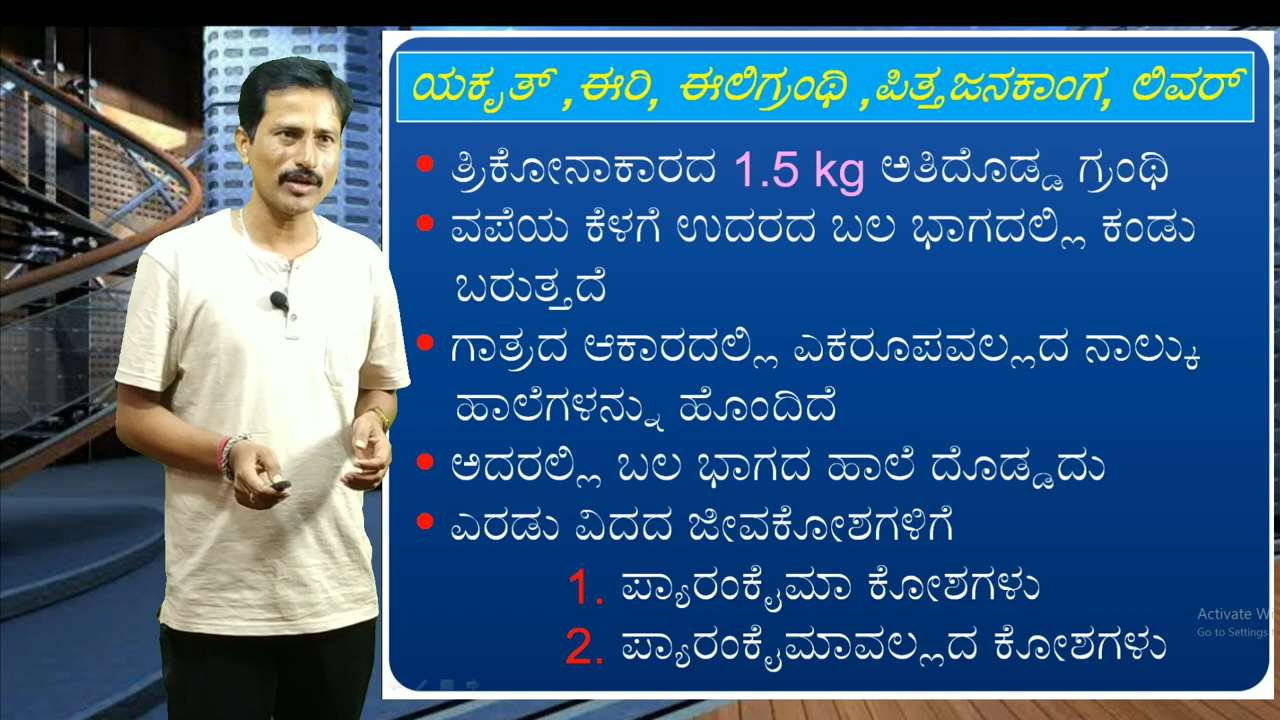 ಯಕೃತ್ ,ಈರಿ, ಈಲಿಗ್ರಂಥಿ ,ಪಿತ್ತಜನಕಾಂಗ, ಲಿವರ್
• ತ್ರಿಕೋನಾಕಾರದ 1.5 kg ಅತಿದೊಡ್ಡ ಗ್ರಂಥಿ
• ವಪೆಯ ಕೆಳಗೆ ಉದರದ ಬಲ ಭಾಗದಲ್ಲಿ ಕಂಡು
ಬರುತ್ತದೆ
• ಗಾತ್ರದ ಆಕಾರದಲ್ಲಿ ಎಕರೂಪವಲ್ಲದ ನಾಲ್ಕು
ಹಾಲೆಗಳನ್ನು ಹೊಂದಿದೆ
• ಅದರಲ್ಲಿ ಬಲ ಭಾಗದ ಹಾಲೆ ದೊಡ್ಡದು
• ಎರಡು ವಿದದ ಜೀವಕೋಶಗಳಿಗೆ
1. ಪ್ಯಾರಂಕೈಮಾ ಕೋಶಗಳು
2. ಪ್ಯಾರಂಕೈಮಾವಲ್ಲದ ಕೋಶಗಳು
Activate Wi
Go to Settings